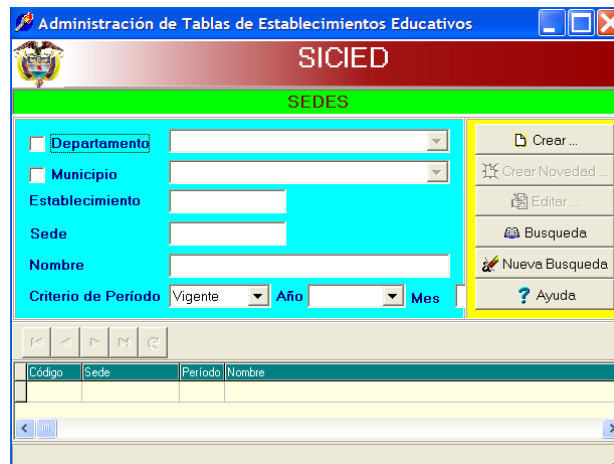 Administración de Tablas de Establecimientos Educativos
SICIED
SEDES
Departamento
Municipio
Establecimiento
Sede
Nombre
Criterio de Período Vigente Año Mes
Crear ...
Crear Novedad ...
Editar ...
Busqueda
Nueva Busqueda
? Ayuda
Código Sede Período Nombre